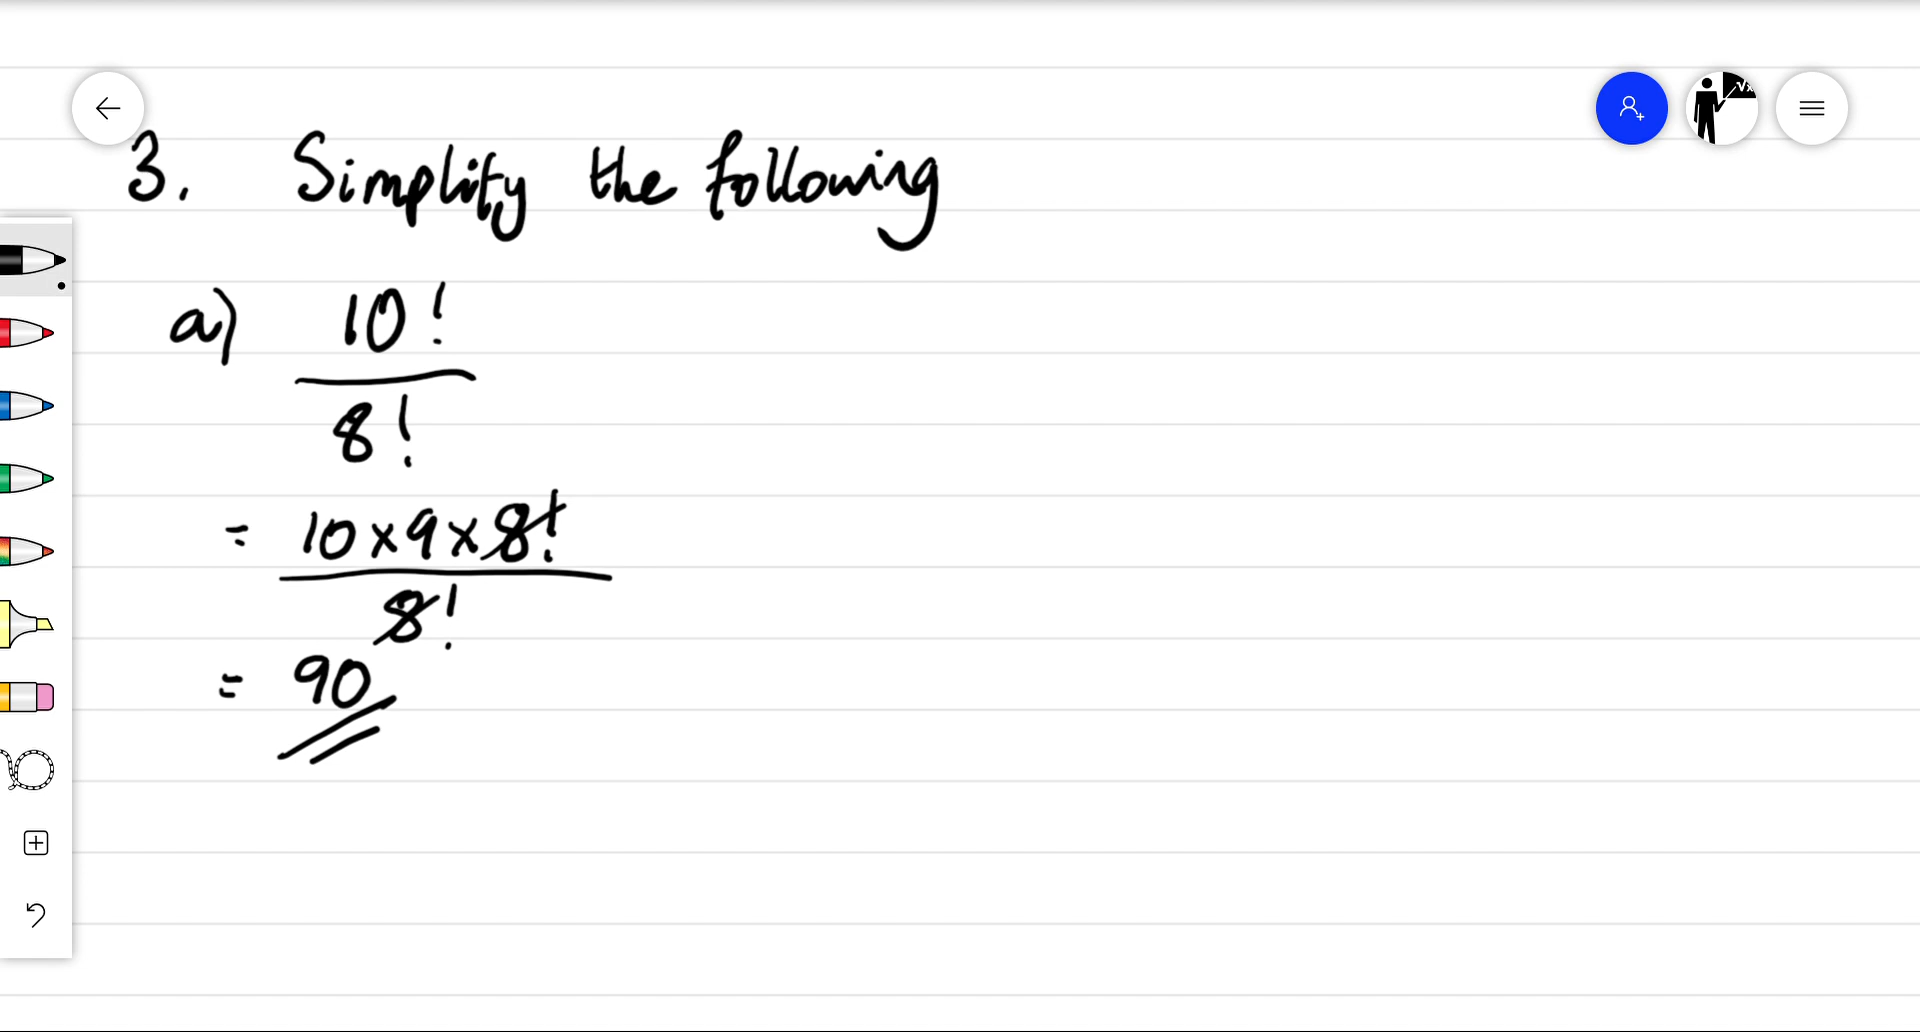 3. Simplify the following
a) 10!
8!
= 10 x 9 x 8!
8!
= 90